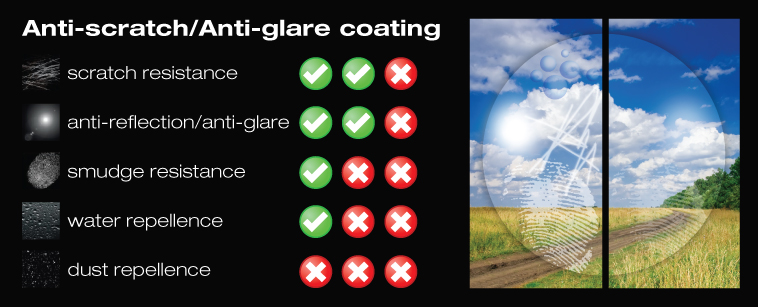 Anti-scratch/Anti-glare coating
scratch resistance
anti-reflection/anti-glare
smudge resistance
water repellence
dust repellence